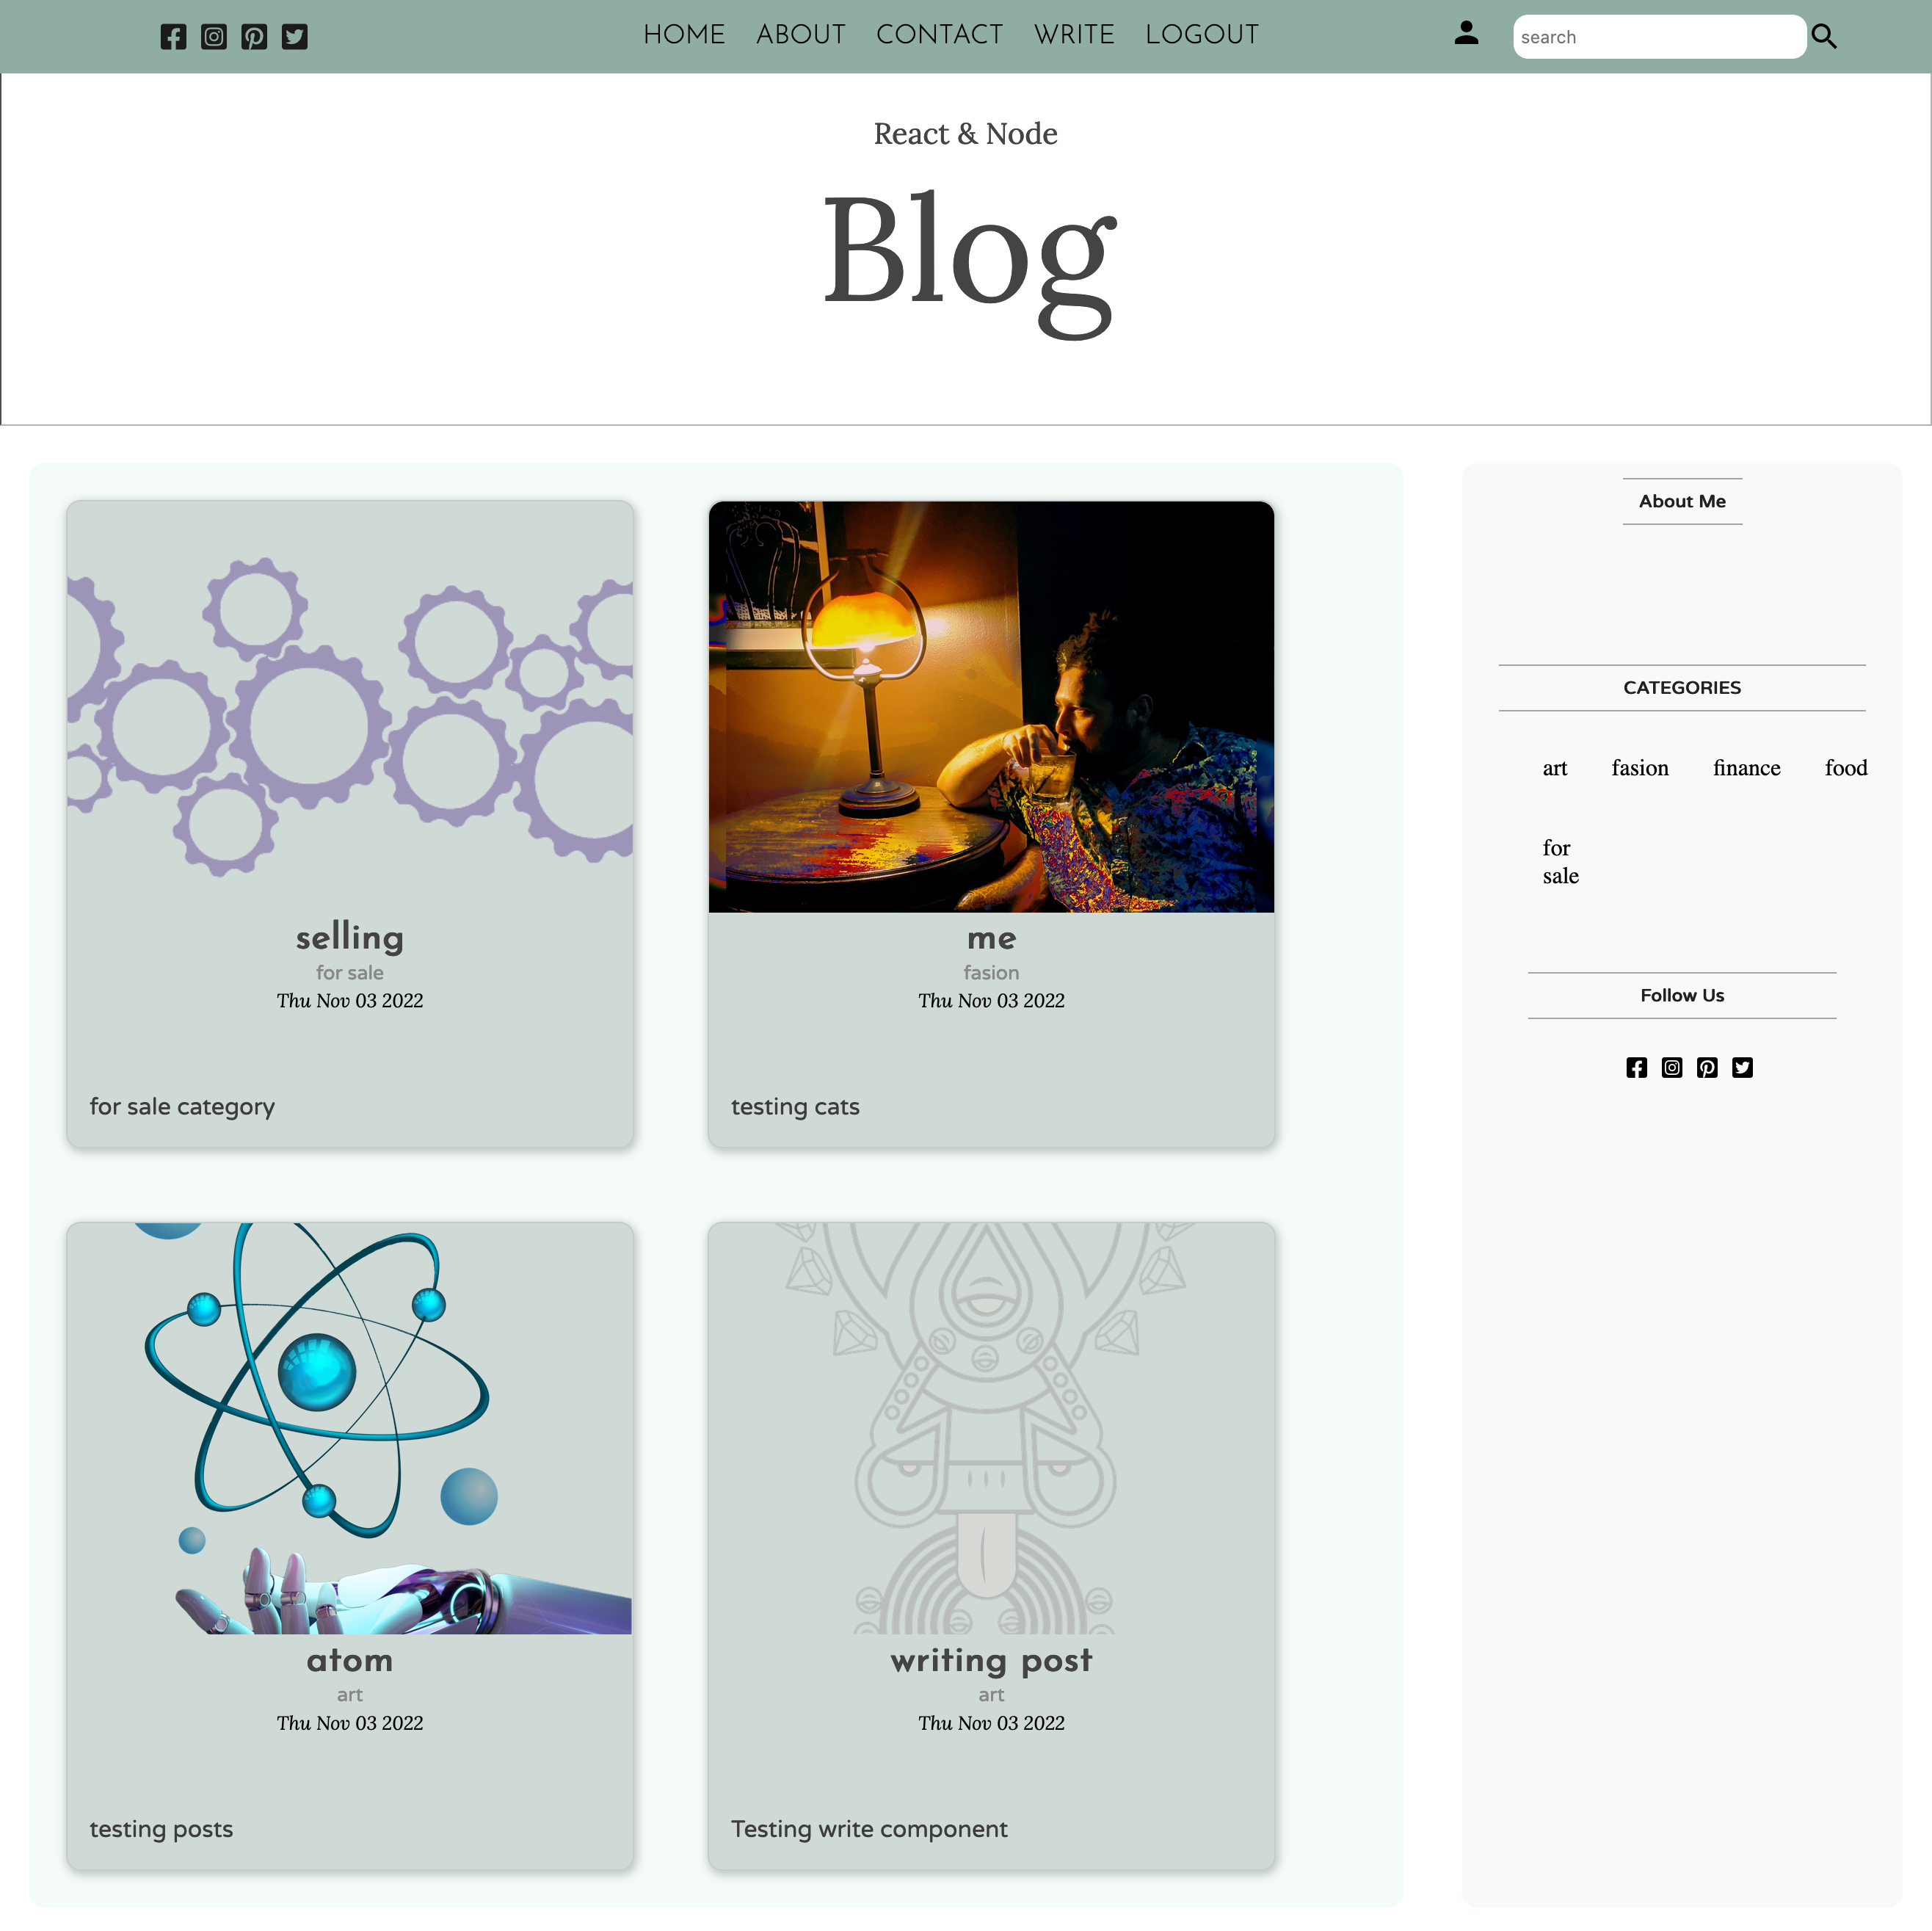 HOME ABOUT CONTACT WRITE LOGOUT search
React & Node
Blog
selling
for sale
Thu Nov 03 2022
for sale category
me
fasion
Thu Nov 03 2022
testing cats
atom
art
Thu Nov 03 2022
testing posts
writing post
art
Thu Nov 03 2022
Testing write component
About Me
CATEGORIES
art fasion finance food
for
sale
Follow Us